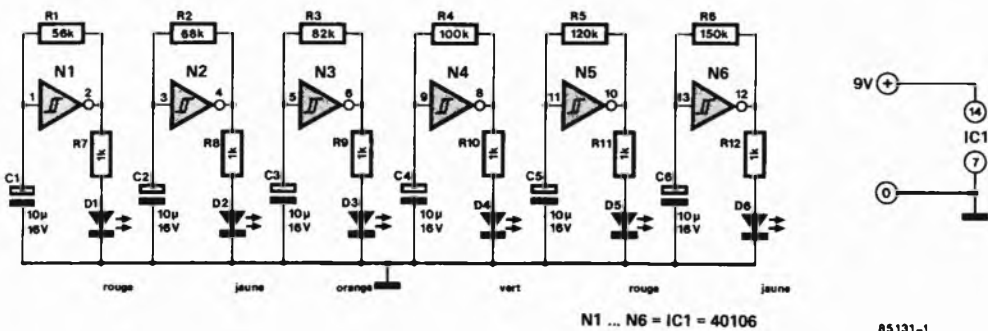 R1 R2 R3 R4 R5 R6
56k 68k 82k 100k 120k 150k
N1 N2 N3 N4 N5 N6
1 2 3 4 5 6 9 8 11 10 13 12
R7 R8 R9 R10 R11 R12
1k 1k 1k 1k 1k 1k
C1 C2 C3 C4 C5 C6
D1 D2 D3 D4 D5 D6
10µ 10µ 10µ 10µ 10µ 10µ
16V 16V 16V 16V 16V 16V
rouge jaune orange vert rouge jaune
N1 ... N6 = IC1 = 40106
9V +
14
IC1
7
0
85131-1